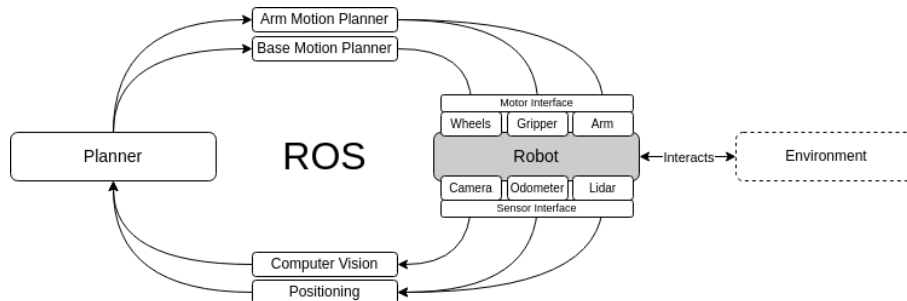 Arm Motion Planner
Base Motion Planner
Motor Interface
Wheels Gripper Arm
Planner ROS Robot Interacts Environment
Camera Odometer Lidar
Sensor Interface
Computer Vision
Positioning